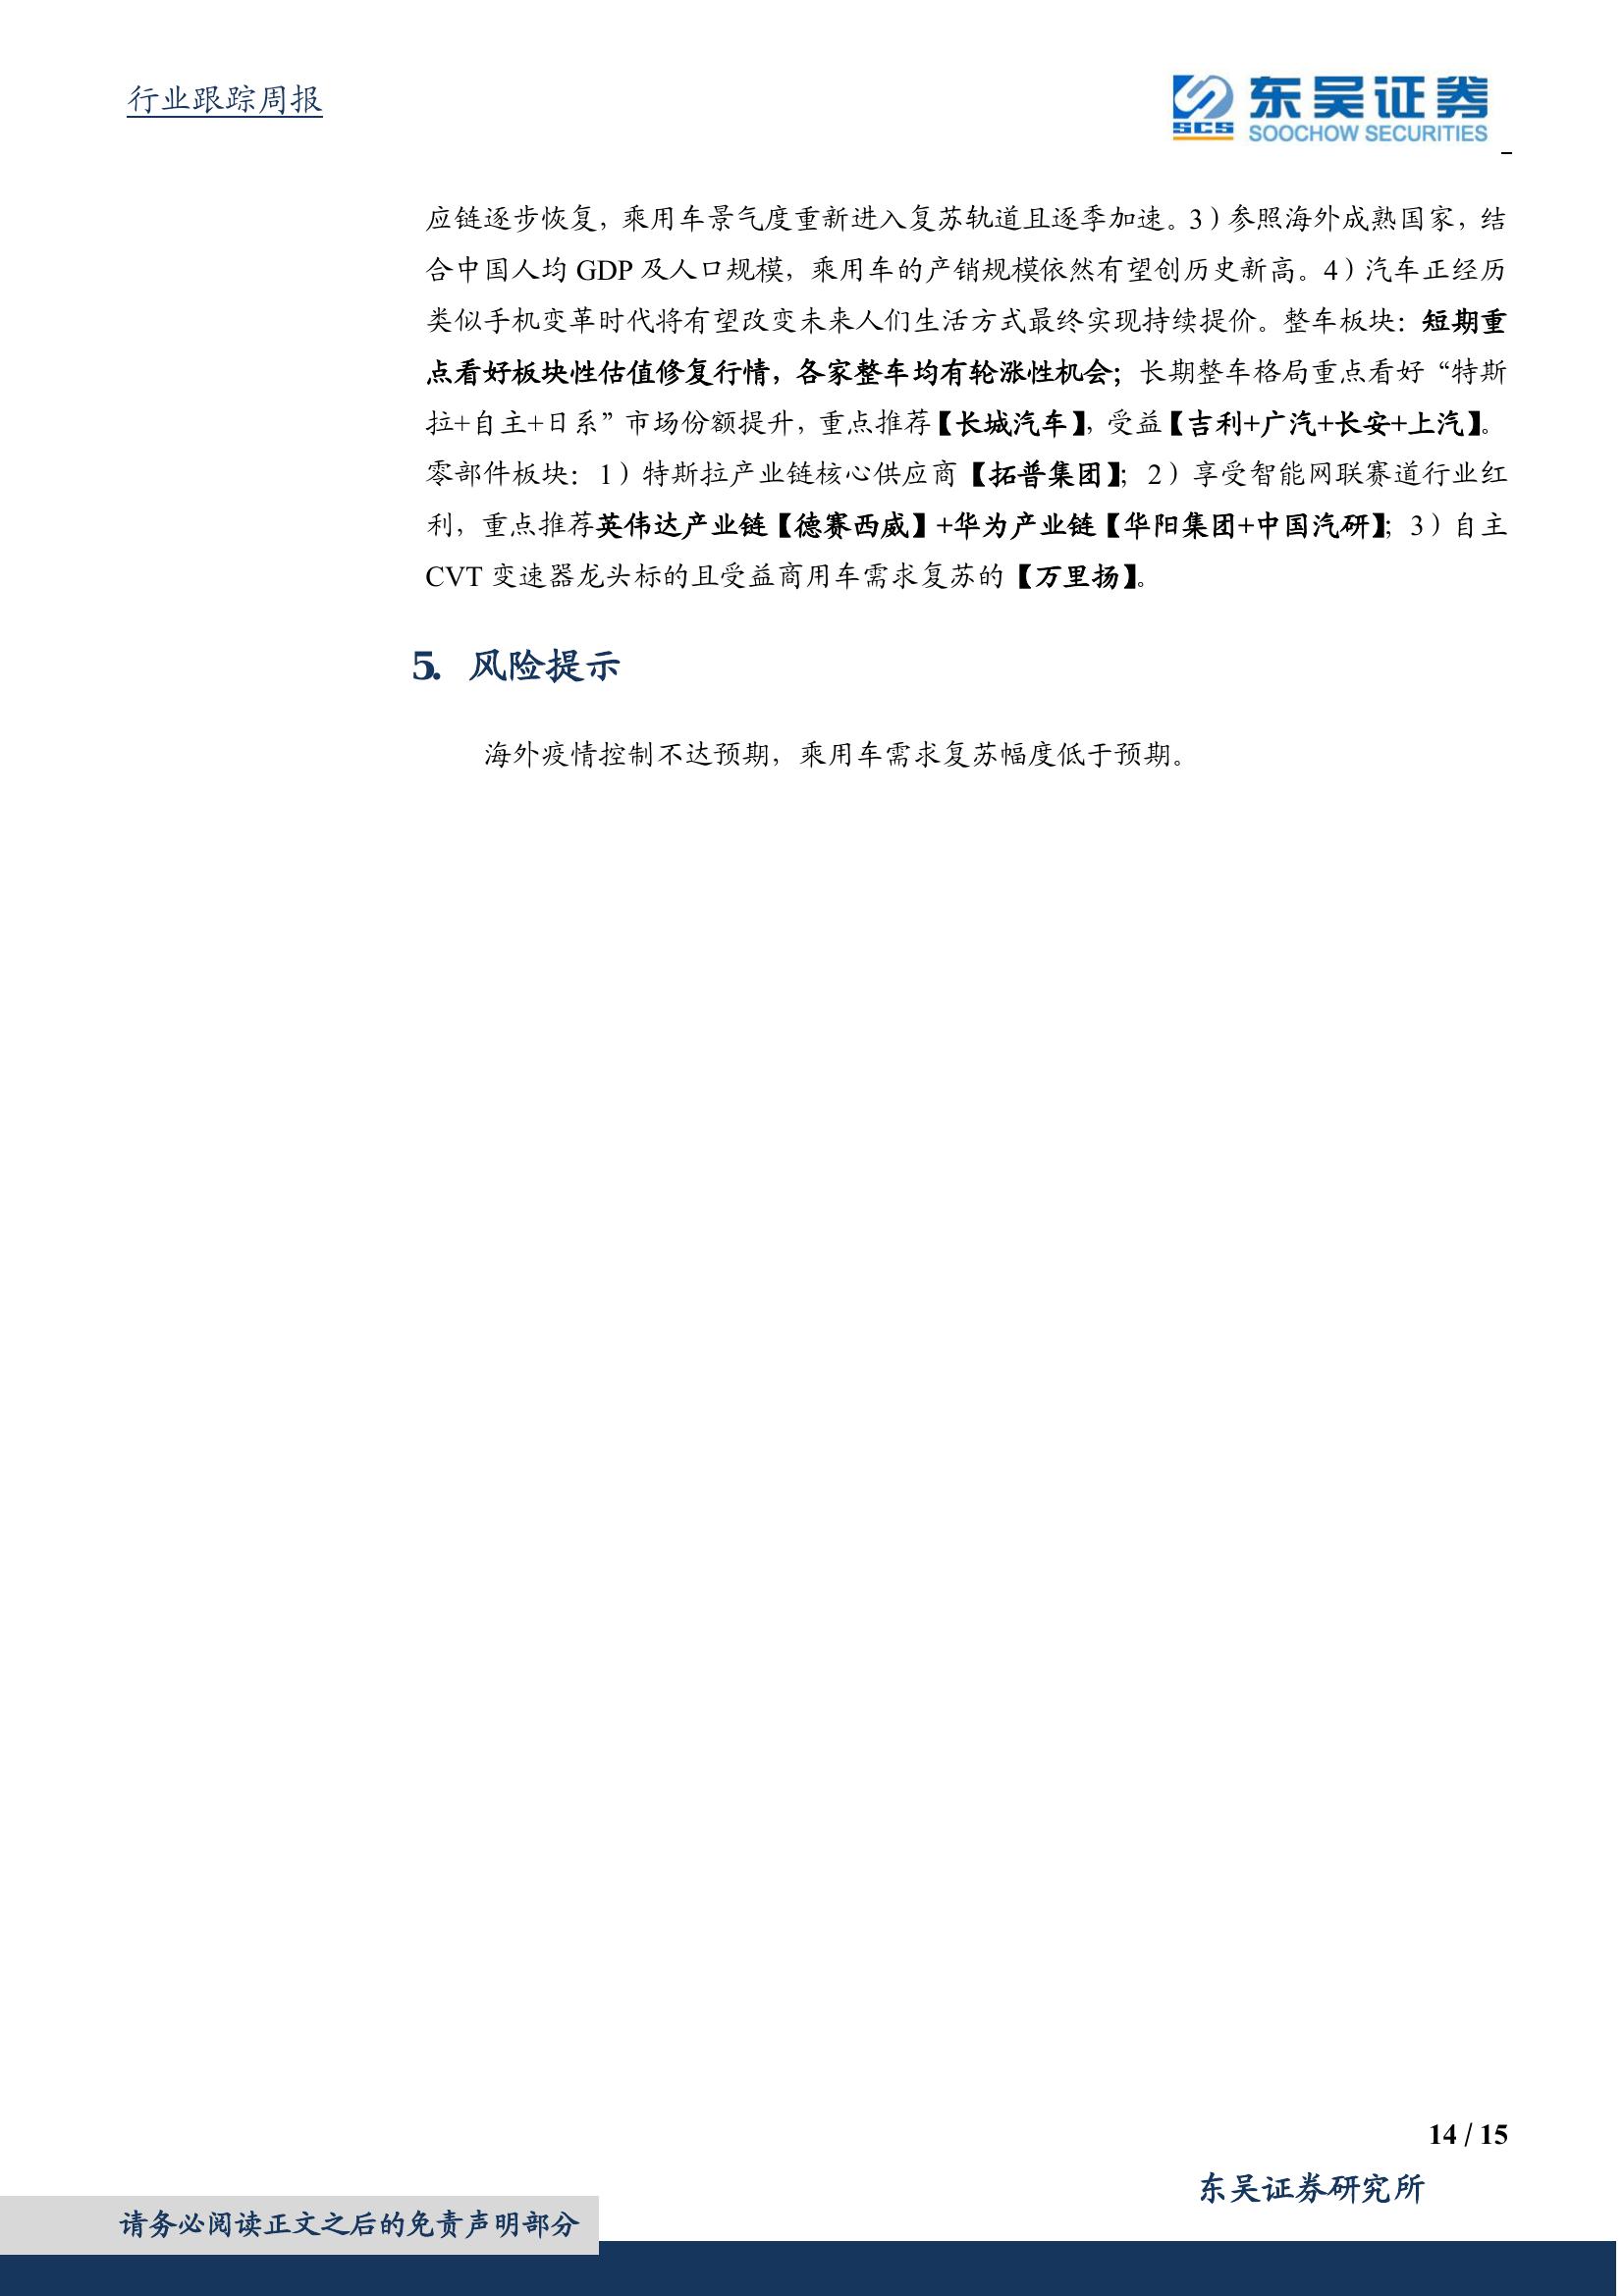 行业跟踪周报
SCS 东吴证券
SOOCHOW SECURITIES
应链逐步恢复，乘用车景气度重新进入复苏轨道且逐季加速。3）参照海外成熟国家，结
合中国人均 GDP 及人口规模，乘用车的产销规模依然有望创历史新高。4）汽车正经历
类似手机变革时代将有望改变未来人们生活方式最终实现持续提价。整车板块：短期重
点看好板块性估值修复行情，各家整车均有轮涨性机会；长期整车格局重点看好“特斯
拉+自主+日系”市场份额提升，重点推荐【长城汽车】，受益【吉利+广汽+长安+上汽】。
零部件板块：1）特斯拉产业链核心供应商【拓普集团】；2）享受智能网联赛道行业红
利，重点推荐英伟达产业链【德赛西威】+华为产业链【华阳集团+中国汽研】；3）自主
CVT 变速器龙头标的且受益商用车需求复苏的【万里扬】。
5. 风险提示
海外疫情控制不达预期，乘用车需求复苏幅度低于预期。
14 / 15
东吴证券研究所
请务必阅读正文之后的免责声明部分